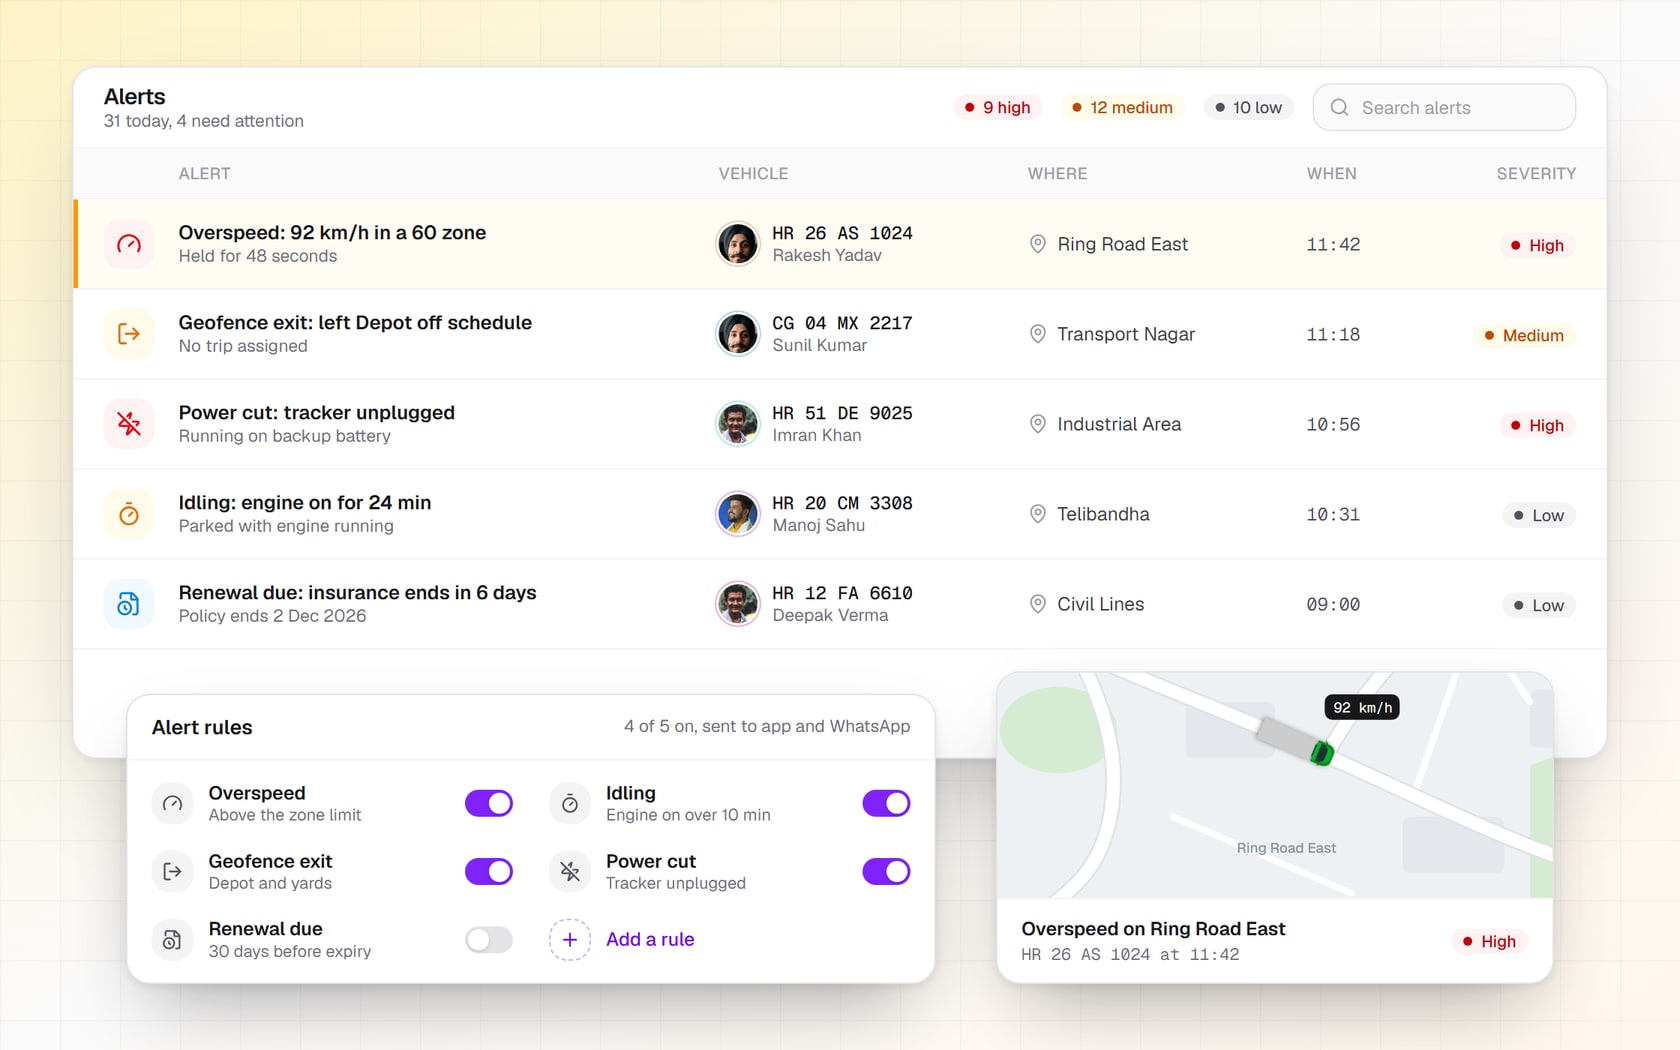 Alerts
31 today, 4 need attention
9 high
12 medium
10 low
Search alerts
ALERT
VEHICLE
WHERE
WHEN
SEVERITY
Overspeed: 92 km/h in a 60 zone
Held for 48 seconds
HR 26 AS 1024
Rakesh Yadav
Ring Road East
11:42
High
Geofence exit: left Depot off schedule
No trip assigned
CG 04 MX 2217
Sunil Kumar
Transport Nagar
11:18
Medium
Power cut: tracker unplugged
Running on backup battery
HR 51 DE 9025
Imran Khan
Industrial Area
10:56
High
Idling: engine on for 24 min
Parked with engine running
HR 20 CM 3308
Manoj Sahu
Telibandha
10:31
Low
Renewal due: insurance ends in 6 days
Policy ends 2 Dec 2026
HR 12 FA 6610
Deepak Verma
Civil Lines
09:00
Low
Alert rules
4 of 5 on, sent to app and WhatsApp
Overspeed
Above the zone limit
Idling
Engine on over 10 min
Geofence exit
Depot and yards
Power cut
Tracker unplugged
Renewal due
30 days before expiry
Add a rule
92 km/h
Ring Road East
Overspeed on Ring Road East
HR 26 AS 1024 at 11:42
High